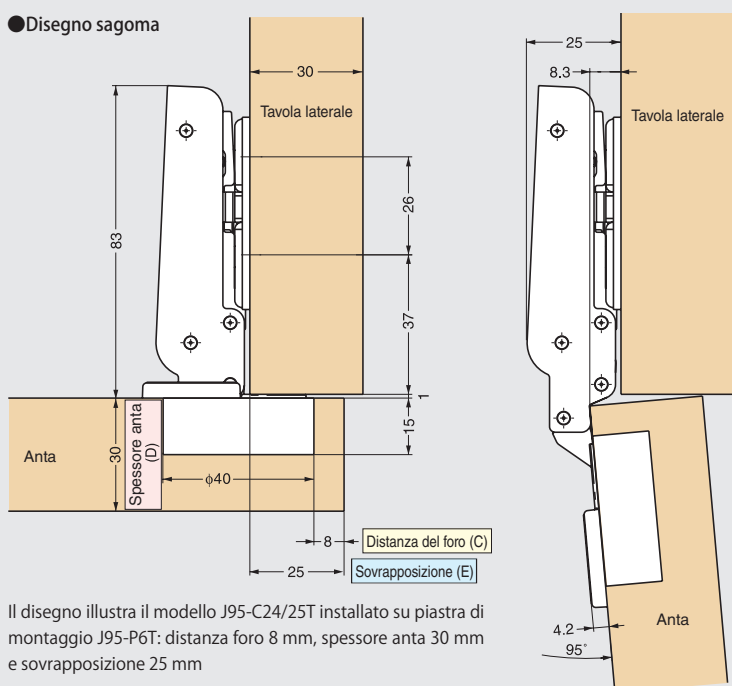 ●Disegno sagoma
30
Tavola laterale
83
26
37
1
15
Anta
30
Spessore anta
(D)
φ40
8
Distanza del foro (C)
25
Sovrapposizione (E)
25
8.3
Tavola laterale
4.2
95°
Anta
Il disegno illustra il modello J95-C24/25T installato su piastra di
montaggio J95-P6T: distanza foro 8 mm, spessore anta 30 mm
e sovrapposizione 25 mm